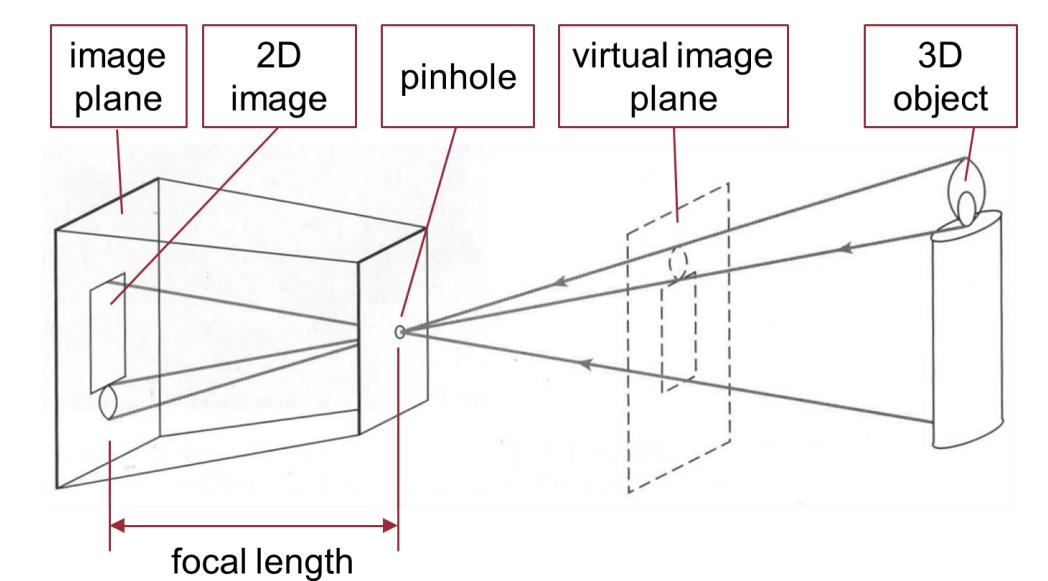 image
plane
2D
image
pinhole
virtual image
plane
3D
object
focal length